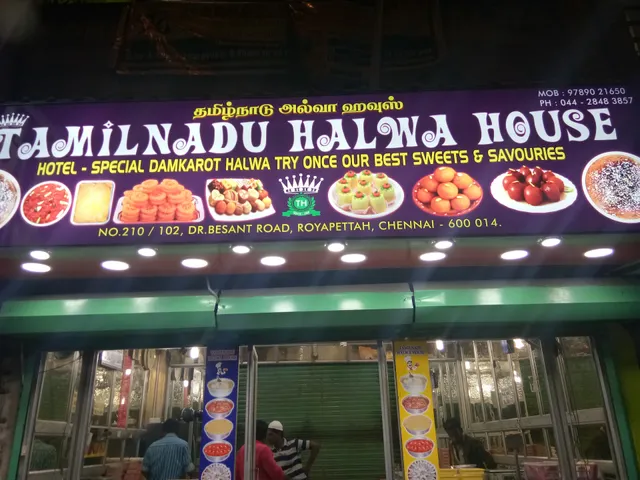 தமிழ்நாடு அல்வா ஹவுஸ்
MOB : 97890 21650
PH : 044 - 2848 3857
TAMILNADU HALWA HOUSE
HOTEL - SPECIAL DAMKAROT HALWA TRY ONCE OUR BEST SWEETS & SAVOURIES
TH
NO.210 / 102, DR.BESANT ROAD, ROYAPETTAH, CHENNAI - 600 014.